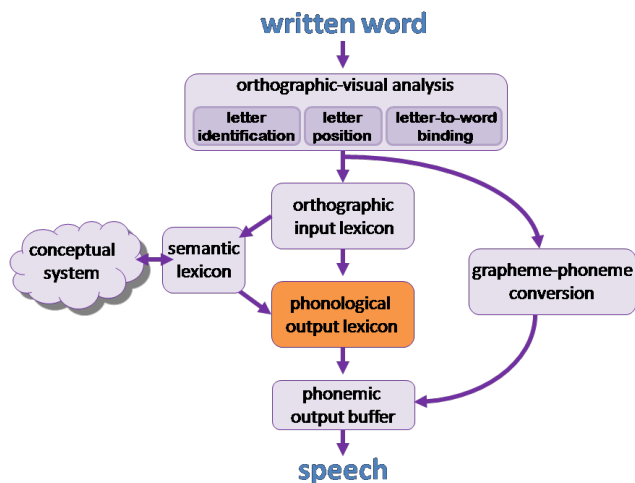 written word
orthographic-visual analysis
letter
identification
letter
position
letter-to-word
binding
orthographic
input lexicon
conceptual
system
semantic
lexicon
grapheme-phoneme
conversion
phonological
output lexicon
phonemic
output buffer
speech